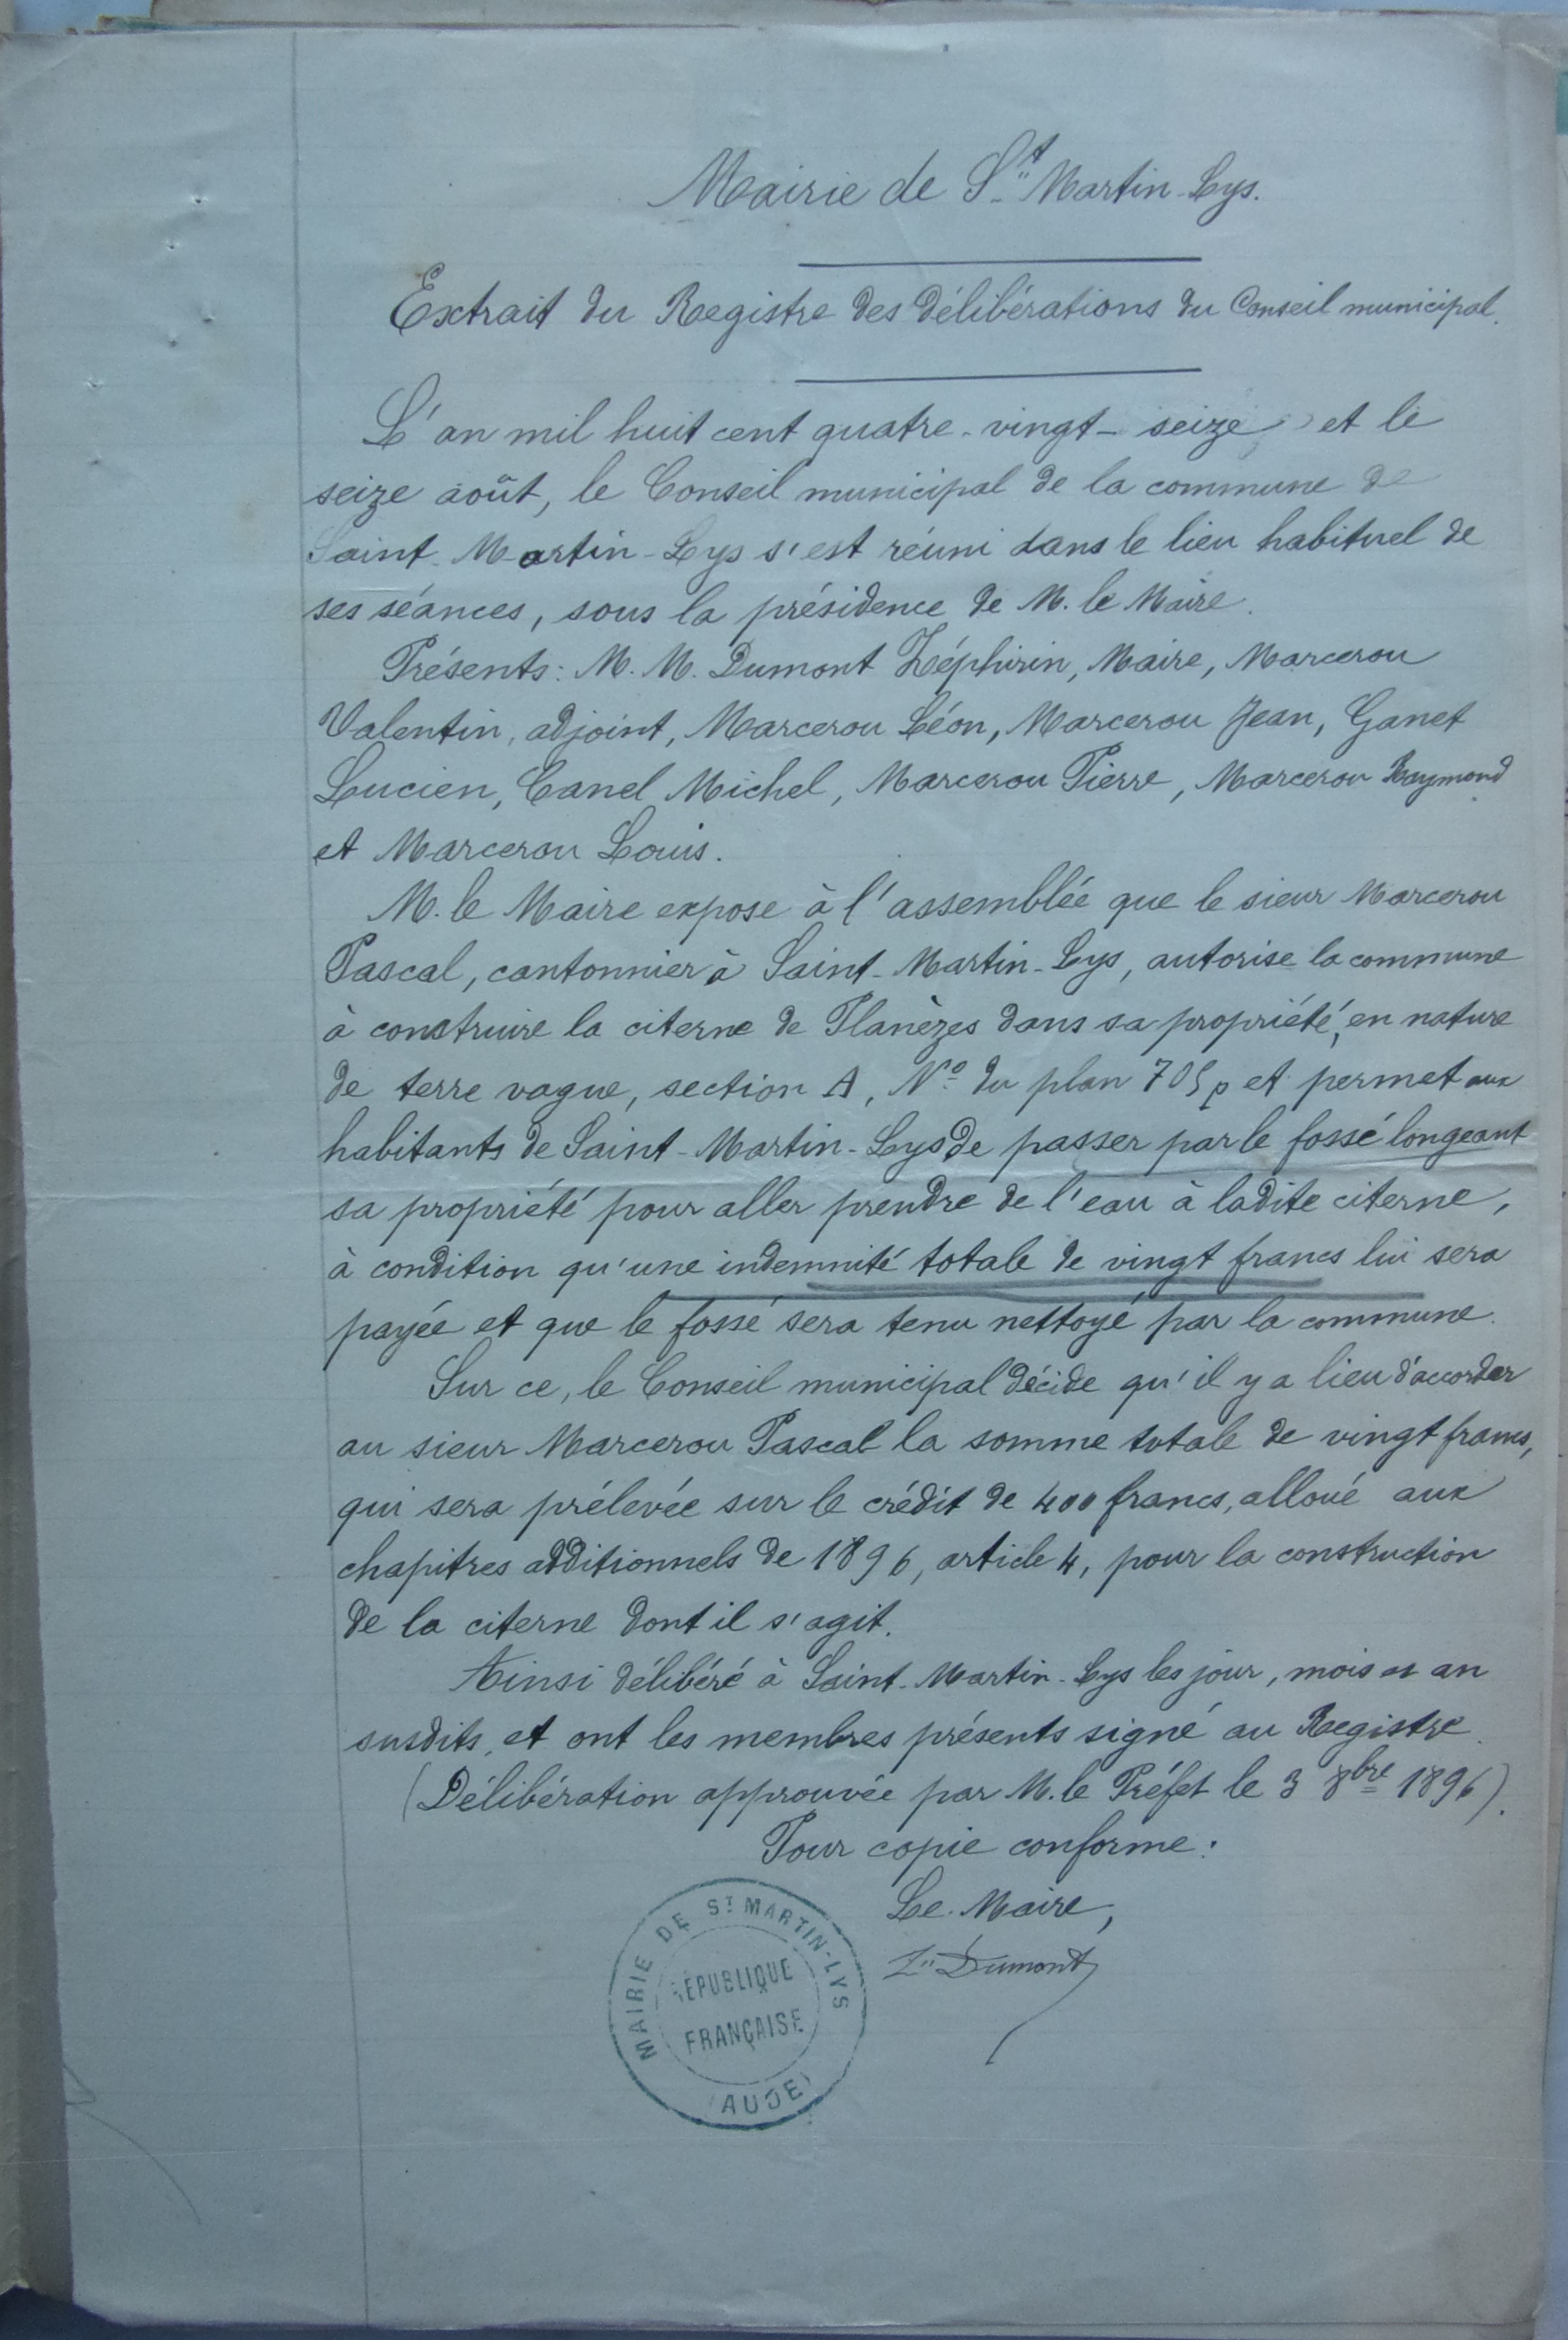 Mairie de St Martin-Lys.
Extrait du Registre des délibérations du Conseil municipal.
L'an mil huit cent quatre-vingt-seize, et le
seize août, le Conseil municipal de la commune de
Saint-Martin-Lys s'est réuni dans le lieu habituel de
ses séances, sous la présidence de M. le Maire.
Présents: M. M. Dumont Zéphirin, Maire, Marcerou
Valentin, adjoint, Marcerou Léon, Marcerou Jean, Ganet
Lucien, Canel Michel, Marcerou Pierre, Marcerou Raymond
et Marcerou Louis.
M. le Maire expose à l'assemblée que le sieur Marcerou
Pascal, cantonnier à Saint-Martin-Lys, autorise la commune
à construire la citerne de Planèzes dans sa propriété, en nature
de terre vague, section A, No du plan 705p et permet aux
habitants de Saint-Martin-Lys de passer par le fossé longeant
sa propriété pour aller prendre de l'eau à ladite citerne,
à condition qu'une indemnité totale de vingt francs lui sera
payée et que le fossé sera tenu nettoyé par la commune.
Sur ce, le Conseil municipal décide qu'il y a lieu d'accorder
au sieur Marcerou Pascal la somme totale de vingt francs,
qui sera prélevée sur le crédit de 400 francs, alloué aux
chapitres additionnels de 1896, article 4, pour la construction
de la citerne dont il s'agit.
Ainsi délibéré à Saint-Martin-Lys les jour, mois et an
susdits, et ont les membres présents signé au Registre.
(Délibération approuvée par M. le Préfet le 3 8bre 1896).
Pour copie conforme:
Le Maire,
Zin Dumont
MAIRIE DE ST MARTIN-LYS
RÉPUBLIQUE
FRANÇAISE
(AUDE)